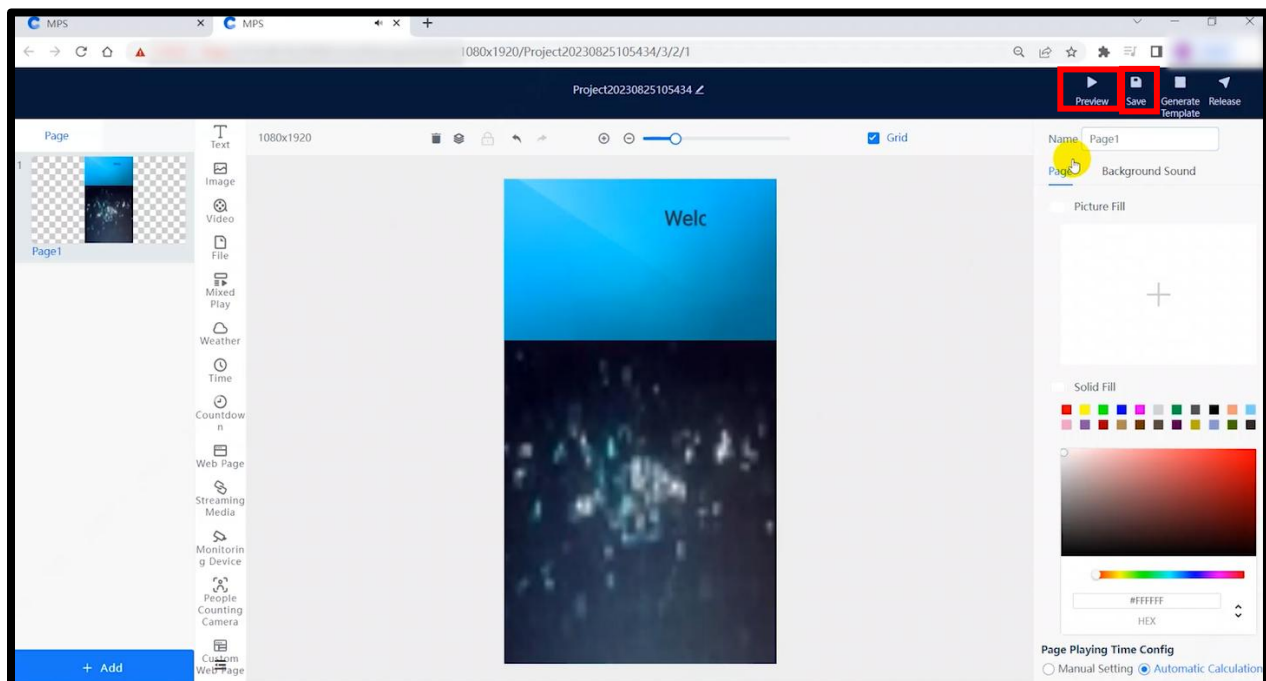 MPS
MPS
1080x1920/Project20230825105434/3/2/1
Project20230825105434
Preview
Save
Generate
Template
Release
Page
1
Page1
Text
Image
Video
File
Mixed
Play
Weather
Time
Countdow
n
Web Page
Streaming
Media
Monitorin
g Device
People
Counting
Camera
Custom
Web Page
+ Add
1080x1920
Grid
Welc
Name Page1
Page Background Sound
Picture Fill
Solid Fill
#FFFFFF
HEX
Page Playing Time Config
Manual Setting Automatic Calculation